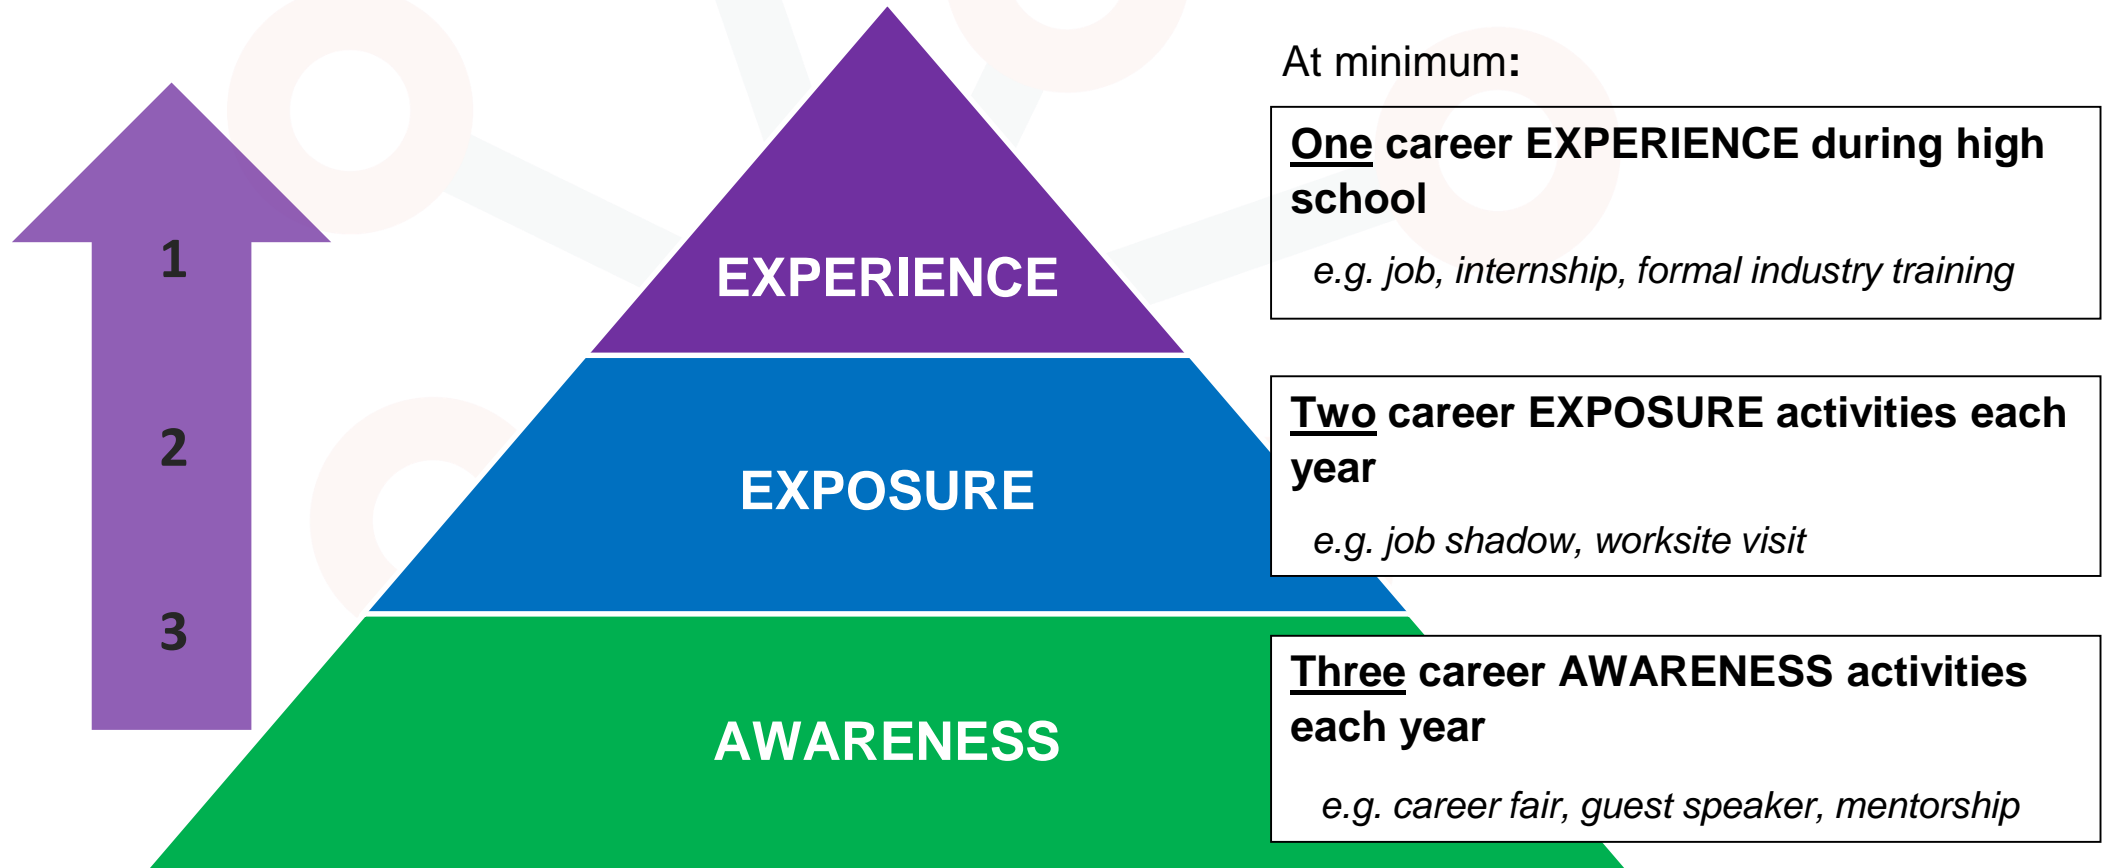 At minimum:
1
EXPERIENCE
One career EXPERIENCE during high
school
e.g. job, internship, formal industry training
2
EXPOSURE
Two career EXPOSURE activities each
year
e.g. job shadow, worksite visit
3
AWARENESS
Three career AWARENESS activities
each year
e.g. career fair, guest speaker, mentorship